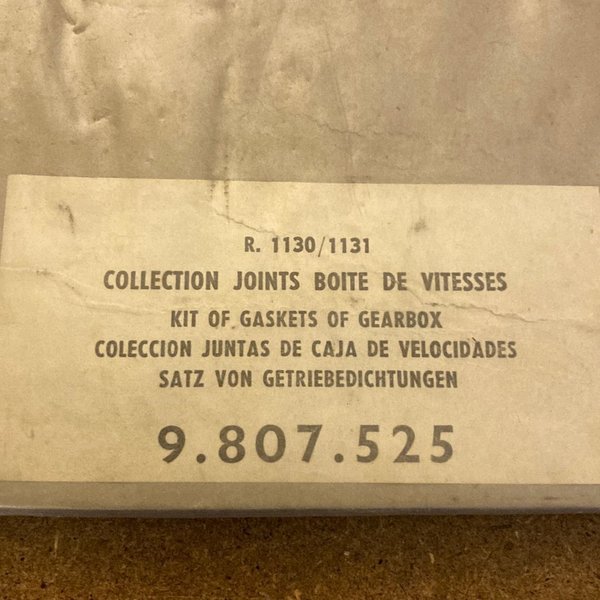 R. 1130/1131
COLLECTION JOINTS BOITE DE VITESSES
KIT OF GASKETS OF GEARBOX
COLECCION JUNTAS DE CAJA DE VELOCIDADES
SATZ VON GETRIEBEDICHTUNGEN
9.807.525